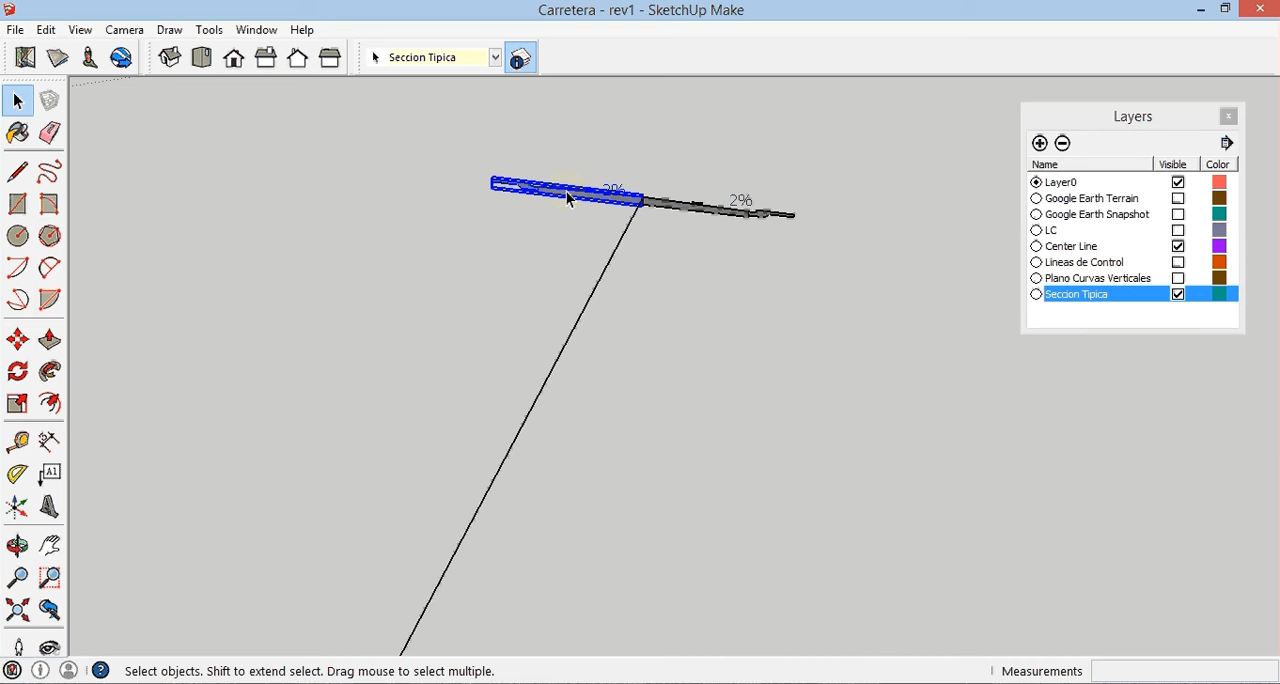 Carretera - rev1 - SketchUp Make
File Edit View Camera Draw Tools Window Help
Seccion Tipica
Layers
Name Visible Color
Layer0
Google Earth Terrain
Google Earth Snapshot
LC
Center Line
Lineas de Control
Plano Curvas Verticales
Seccion Tipica
2%
2%
A1
Select objects. Shift to extend select. Drag mouse to select multiple.
Measurements